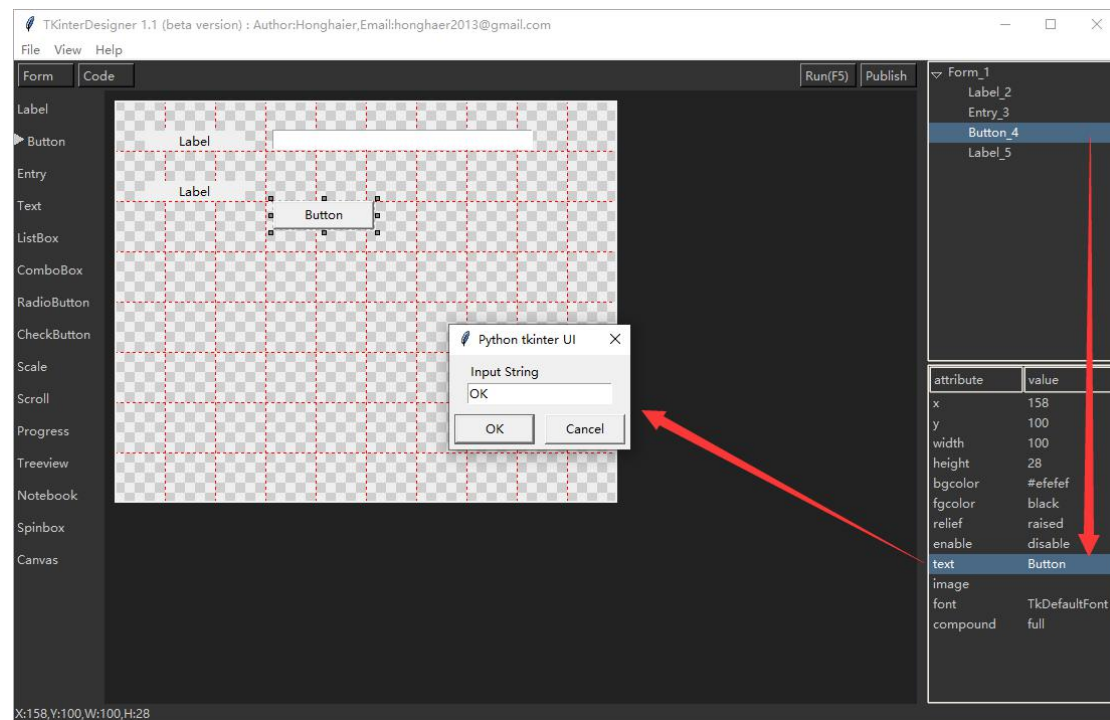 TKinterDesigner 1.1 (beta version) : Author:Honghaier,Email:honghaer2013@gmail.com
File View Help
Form Code Run(F5) Publish
Label
Button
Entry
Text
ListBox
ComboBox
RadioButton
CheckButton
Scale
Scroll
Progress
Treeview
Notebook
Spinbox
Canvas
Label
Label
Button
Python tkinter UI
Input String
OK
OK Cancel
Form_1
Label_2
Entry_3
Button_4
Label_5
attribute value
x 158
y 100
width 100
height 28
bgcolor #efefef
fgcolor black
relief raised
enable disable
text Button
image
font TkDefaultFont
compound full
X:158,Y:100,W:100,H:28